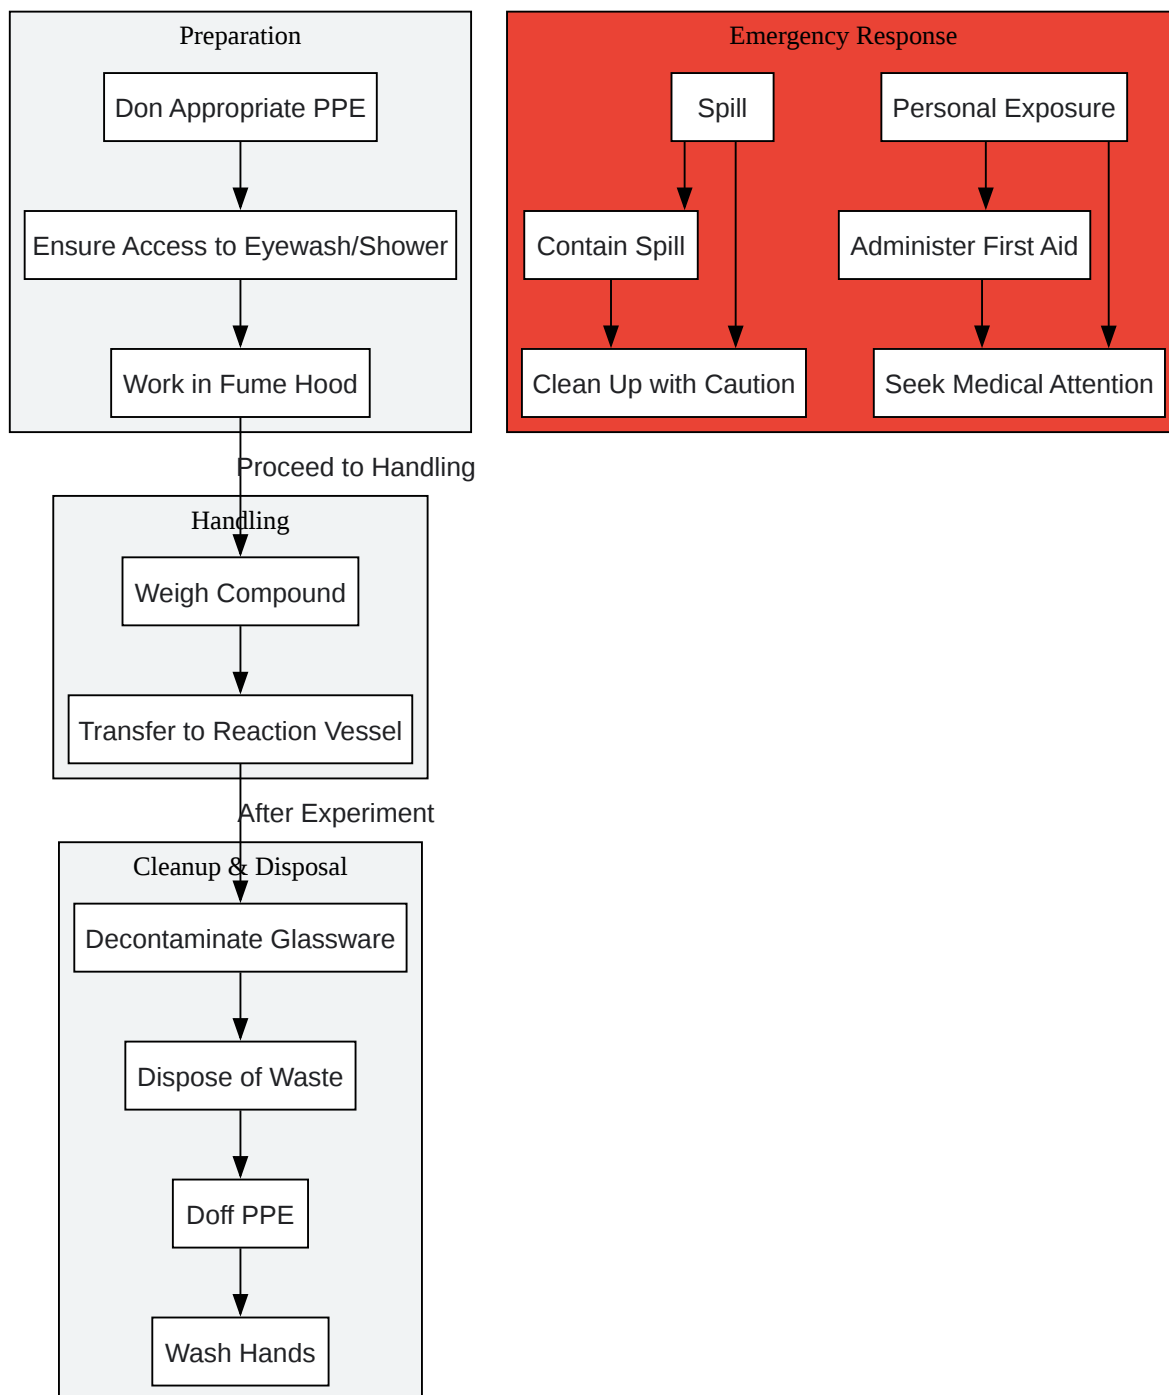 Preparation
Don Appropriate PPE
Ensure Access to Eyewash/Shower
Work in Fume Hood
Proceed to Handling
Handling
Weigh Compound
Transfer to Reaction Vessel
After Experiment
Cleanup & Disposal
Decontaminate Glassware
Dispose of Waste
Doff PPE
Wash Hands
Emergency Response
Spill
Contain Spill
Clean Up with Caution
Personal Exposure
Administer First Aid
Seek Medical Attention